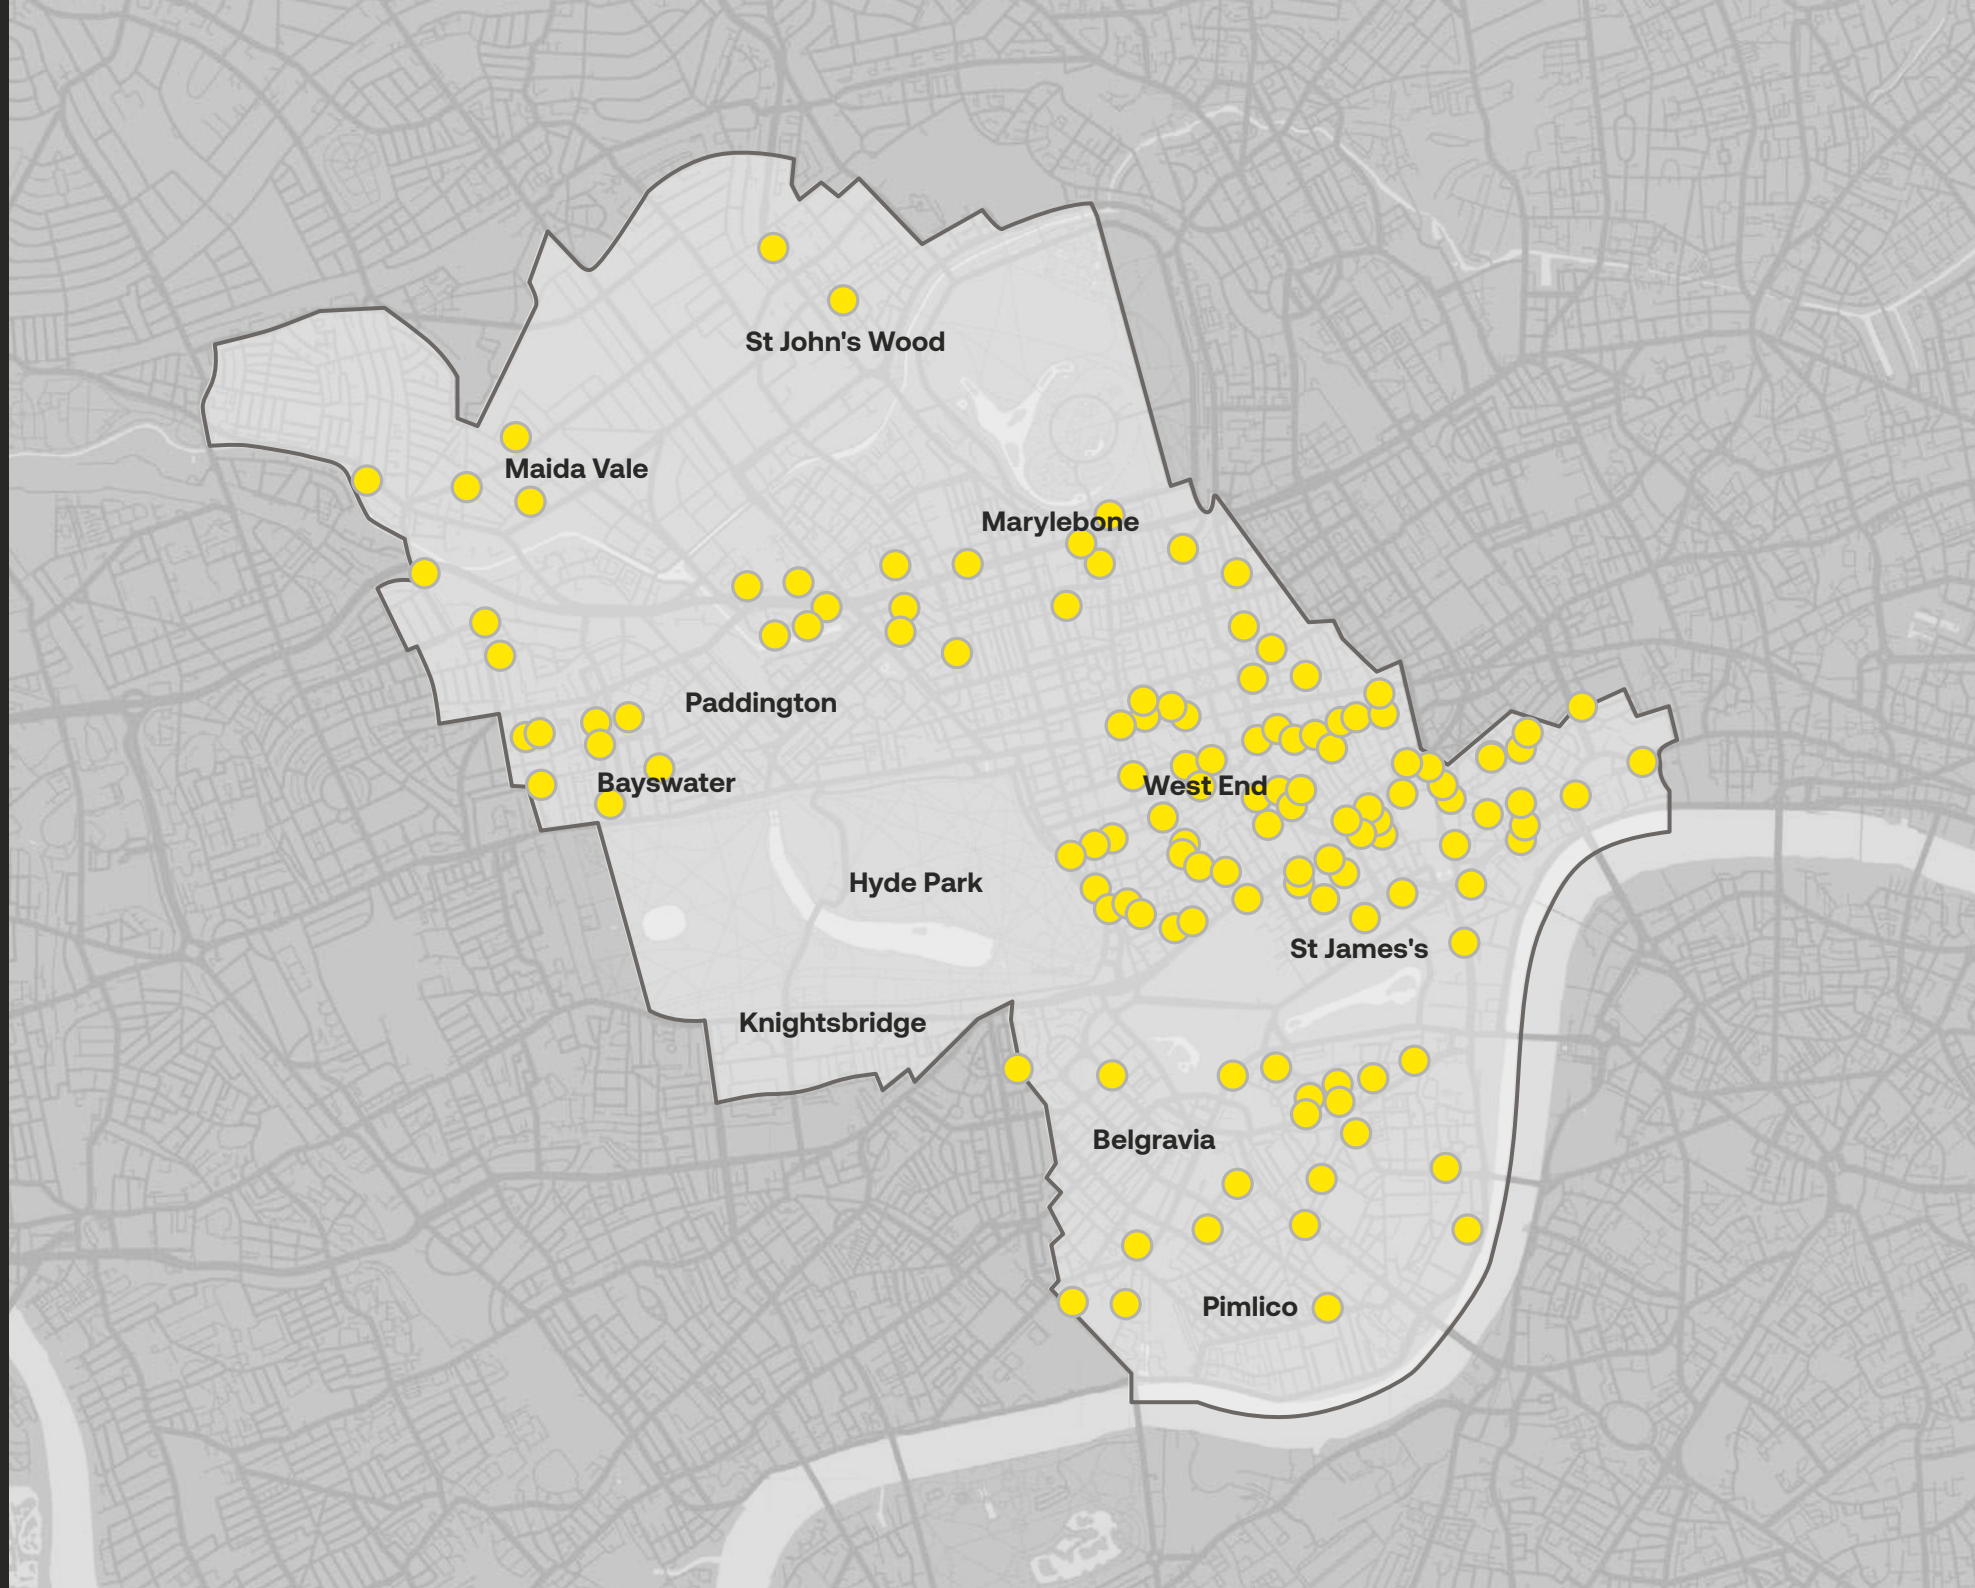 St John's Wood
Maida Vale
Marylebone
Paddington
Bayswater
West End
Hyde Park
St James's
Knightsbridge
Belgravia
Pimlico